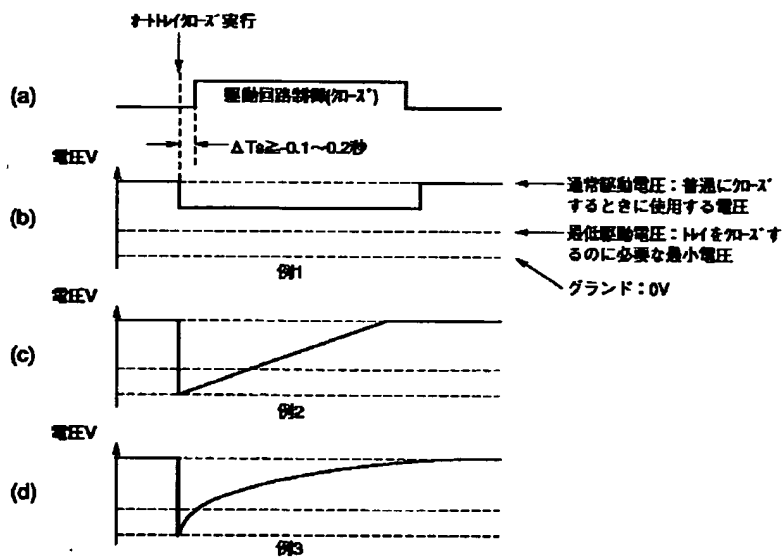 オートトレイクローズ実行
(a)
駆動回路制御(クローズ)
ΔTs≧-0.1～0.2秒
電圧V
(b)
通常駆動電圧：普通にクローズ
するときに使用する電圧
最低駆動電圧：トレイをクローズす
るのに必要な最小電圧
例1
グランド：0V
電圧V
(c)
例2
電圧V
(d)
例3